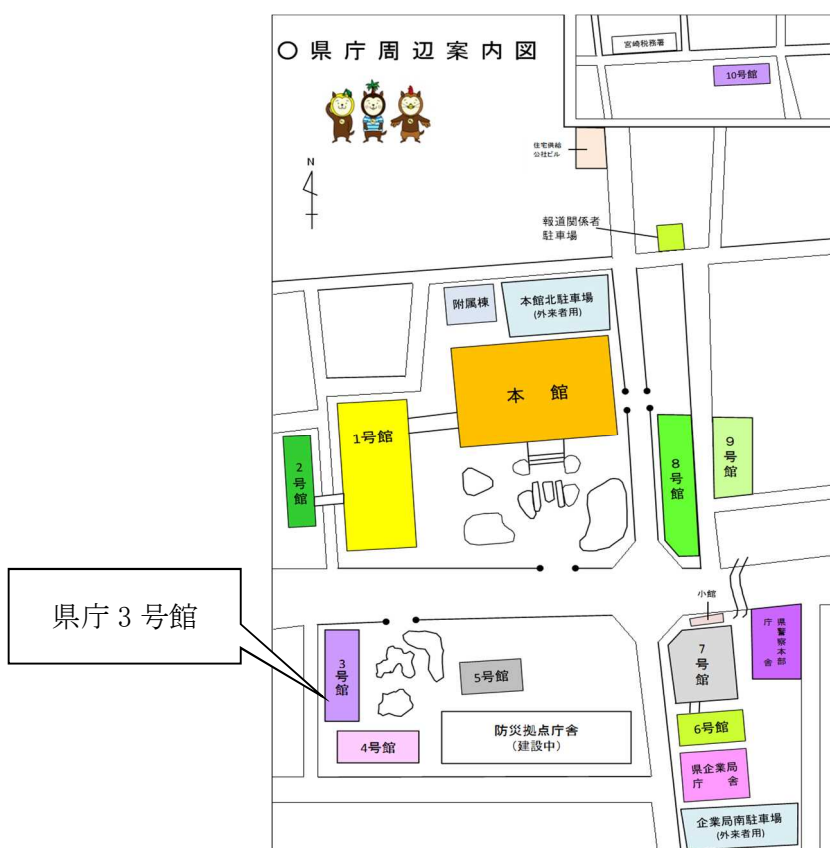 〇県庁周辺案内図
宮崎税務署
10号館
住宅供給
公社ビル
N
報道関係者
駐車場
附属棟
本館北駐車場
(外来者用)
本館
1号館
2号館
8号館
9号館
県庁3号館
小館
県警察本部
庁舎
3号館
5号館
7号館
4号館
防災拠点庁舎
(建設中)
6号館
県企業局
庁舎
企業局南駐車場
(外来者用)